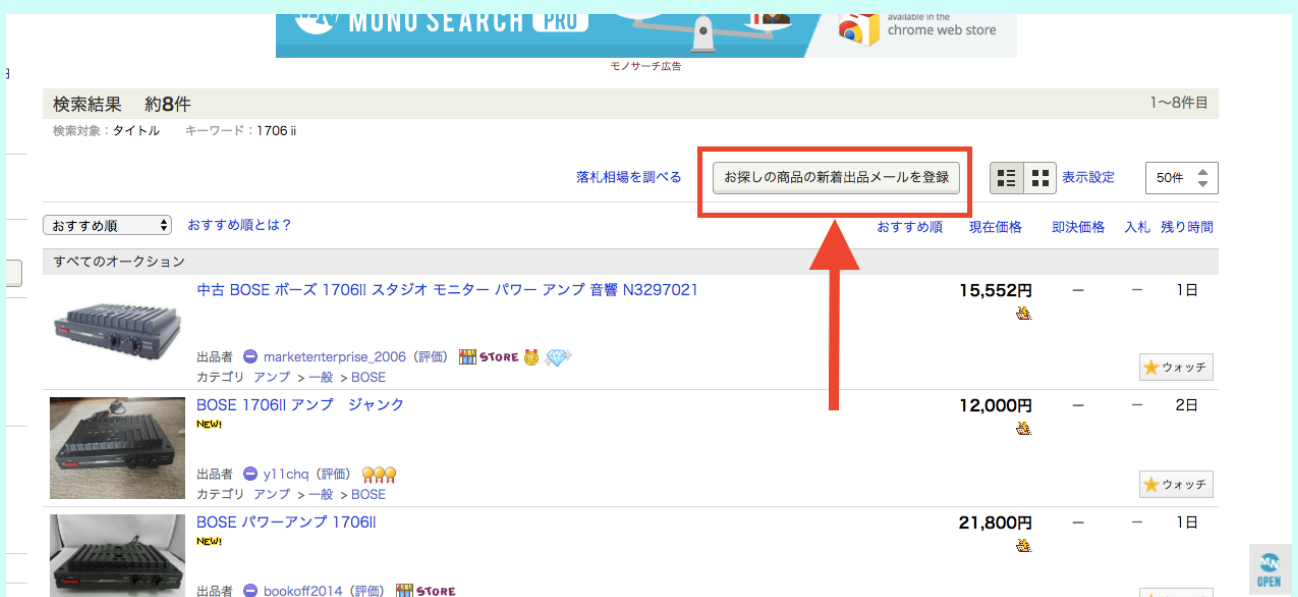 MONO SEARCH PRO
available in the
chrome web store
モノサーチ広告
検索結果 約8件 1～8件目
検索対象：タイトル キーワード：1706 ii
落札相場を調べる お探しの商品の新着出品メールを登録 表示設定 50件
おすすめ順 おすすめ順とは？ おすすめ順 現在価格 即決価格 入札 残り時間
すべてのオークション
中古 BOSE ボーズ 1706II スタジオ モニター パワー アンプ 音響 N3297021 15,552円 － － 1日
出品者 marketenterprise_2006（評価） STORE
カテゴリ アンプ > 一般 > BOSE
ウォッチ
BOSE 1706II アンプ ジャンク 12,000円 － － 2日
NEW!
出品者 y11chq（評価）
カテゴリ アンプ > 一般 > BOSE
ウォッチ
BOSE パワーアンプ 1706II 21,800円 － － 1日
NEW!
出品者 bookoff2014（評価） STORE
MN
OPEN